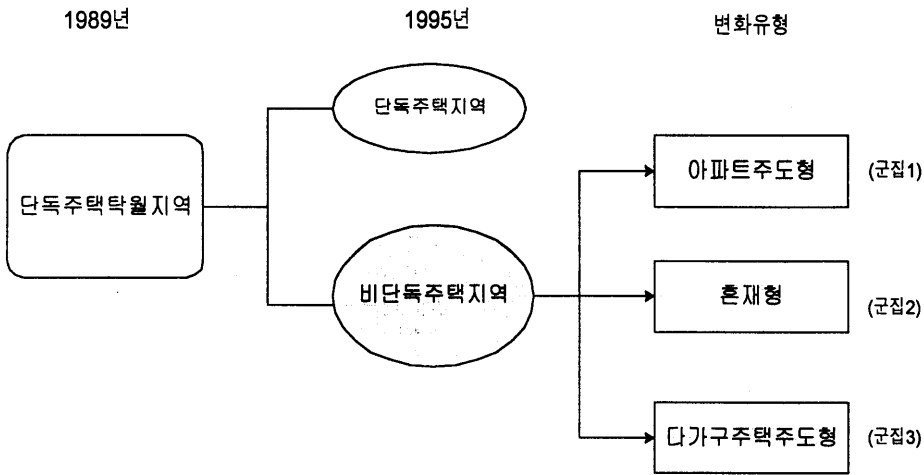 1989년
1995년
변화유형
단독주택지역
아파트주도형
(군집1)
단독주택탁월지역
비단독주택지역
혼재형
(군집2)
다가구주택주도형
(군집3)